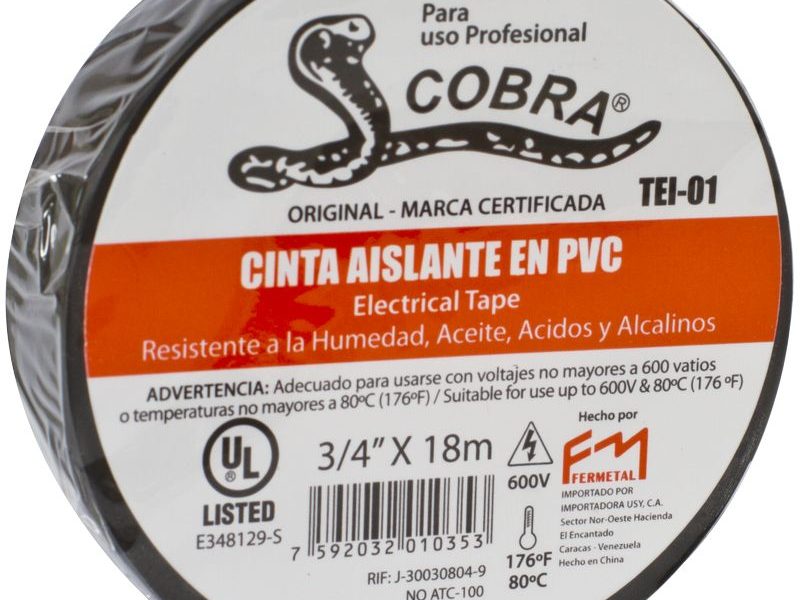 Para
uso Profesional
COBRA®
ORIGINAL - MARCA CERTIFICADA
TEI-01
CINTA AISLANTE EN PVC
Electrical Tape
Resistente a la Humedad, Aceite, Acidos y Alcalinos
ADVERTENCIA: Adecuado para usarse con voltajes no mayores a 600 vatios
o temperaturas no mayores a 80ºC (176ºF) / Suitable for use up to 600V & 80ºC (176 ºF)
UL
LISTED
E348129-S
3/4” X 18m
7 592032 010353
RIF: J-30030804-9
NO ATC-100
600V
176ºF
80ºC
Hecho por
FM
FERMETAL
IMPORTADO POR
IMPORTADORA USY, C.A.
Sector Nor-Oeste Hacienda
El Encantado
Caracas - Venezuela
Hecho en China